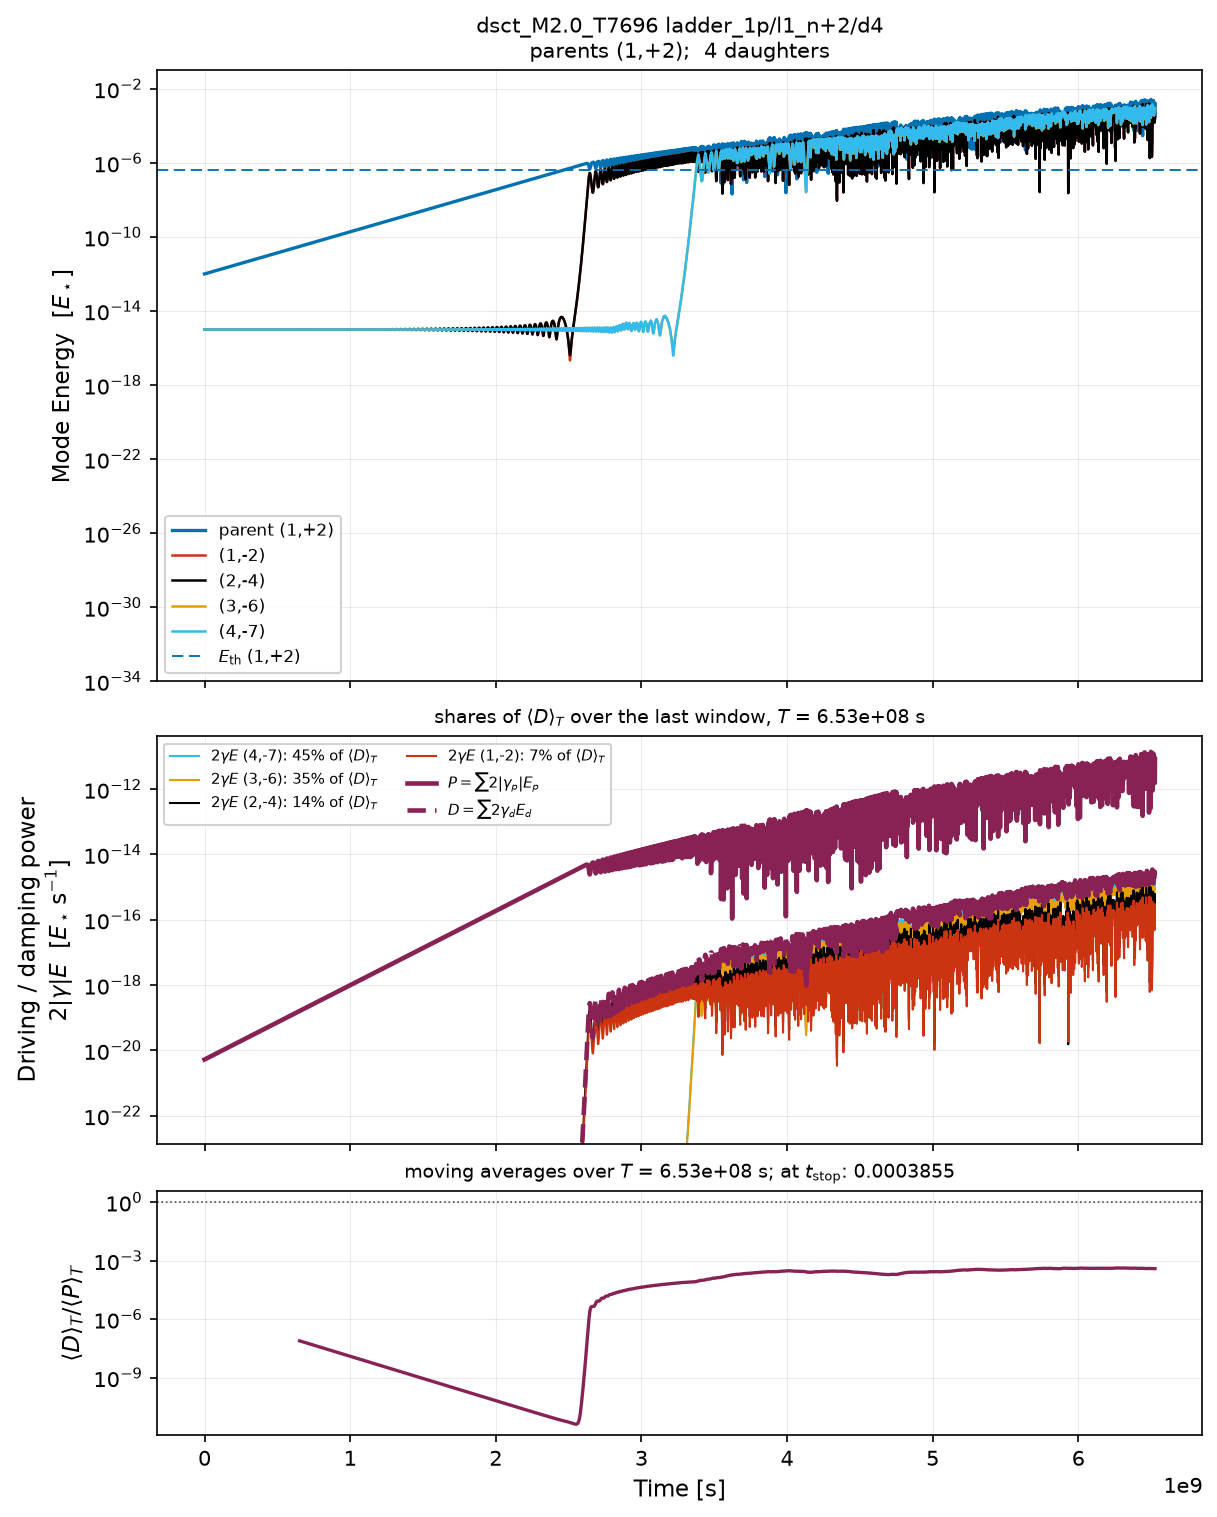 dsct_M2.0_T7696 ladder_1p/l1_n+2/d4
parents (1,+2);  4 daughters
Mode Energy [E⋆]
10⁻²
10⁻⁶
10⁻¹⁰
10⁻¹⁴
10⁻¹⁸
10⁻²²
10⁻²⁶
10⁻³⁰
10⁻³⁴
parent (1,+2)
(1,-2)
(2,-4)
(3,-6)
(4,-7)
E_th (1,+2)
shares of ⟨D⟩_T over the last window, T = 6.53e+08 s
Driving / damping power
2|γ|E [E⋆ s⁻¹]
10⁻¹²
10⁻¹⁴
10⁻¹⁶
10⁻¹⁸
10⁻²⁰
10⁻²²
2γE (4,-7): 45% of ⟨D⟩_T
2γE (3,-6): 35% of ⟨D⟩_T
2γE (2,-4): 14% of ⟨D⟩_T
2γE (1,-2): 7% of ⟨D⟩_T
P = ∑2|γ_p|E_p
D = ∑2γ_dE_d
moving averages over T = 6.53e+08 s; at t_stop: 0.0003855
⟨D⟩_T/⟨P⟩_T
10⁰
10⁻³
10⁻⁶
10⁻⁹
0 1 2 3 4 5 6
1e9
Time [s]